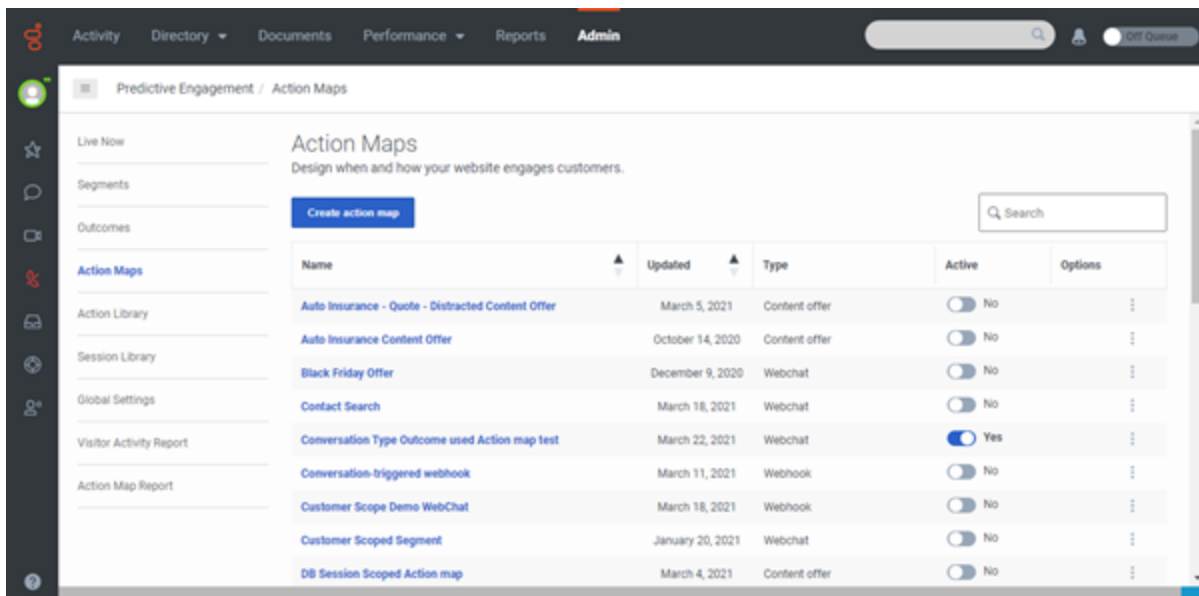 Activity Directory Documents Performance Reports Admin Off Queue
Predictive Engagement / Action Maps
Live Now
Segments
Outcomes
Action Maps
Action Library
Session Library
Global Settings
Visitor Activity Report
Action Map Report
Action Maps
Design when and how your website engages customers.
Create action map
Search
Name Updated Type Active Options
Auto Insurance - Quote - Distracted Content Offer March 5, 2021 Content offer No
Auto Insurance Content Offer October 14, 2020 Content offer No
Black Friday Offer December 9, 2020 Webchat No
Contact Search March 18, 2021 Webchat No
Conversation Type Outcome used Action map test March 22, 2021 Webchat Yes
Conversation-triggered webhook March 11, 2021 Webhook No
Customer Scope Demo WebChat March 18, 2021 Webhook No
Customer Scoped Segment January 20, 2021 Webchat No
DB Session Scoped Action map March 4, 2021 Content offer No